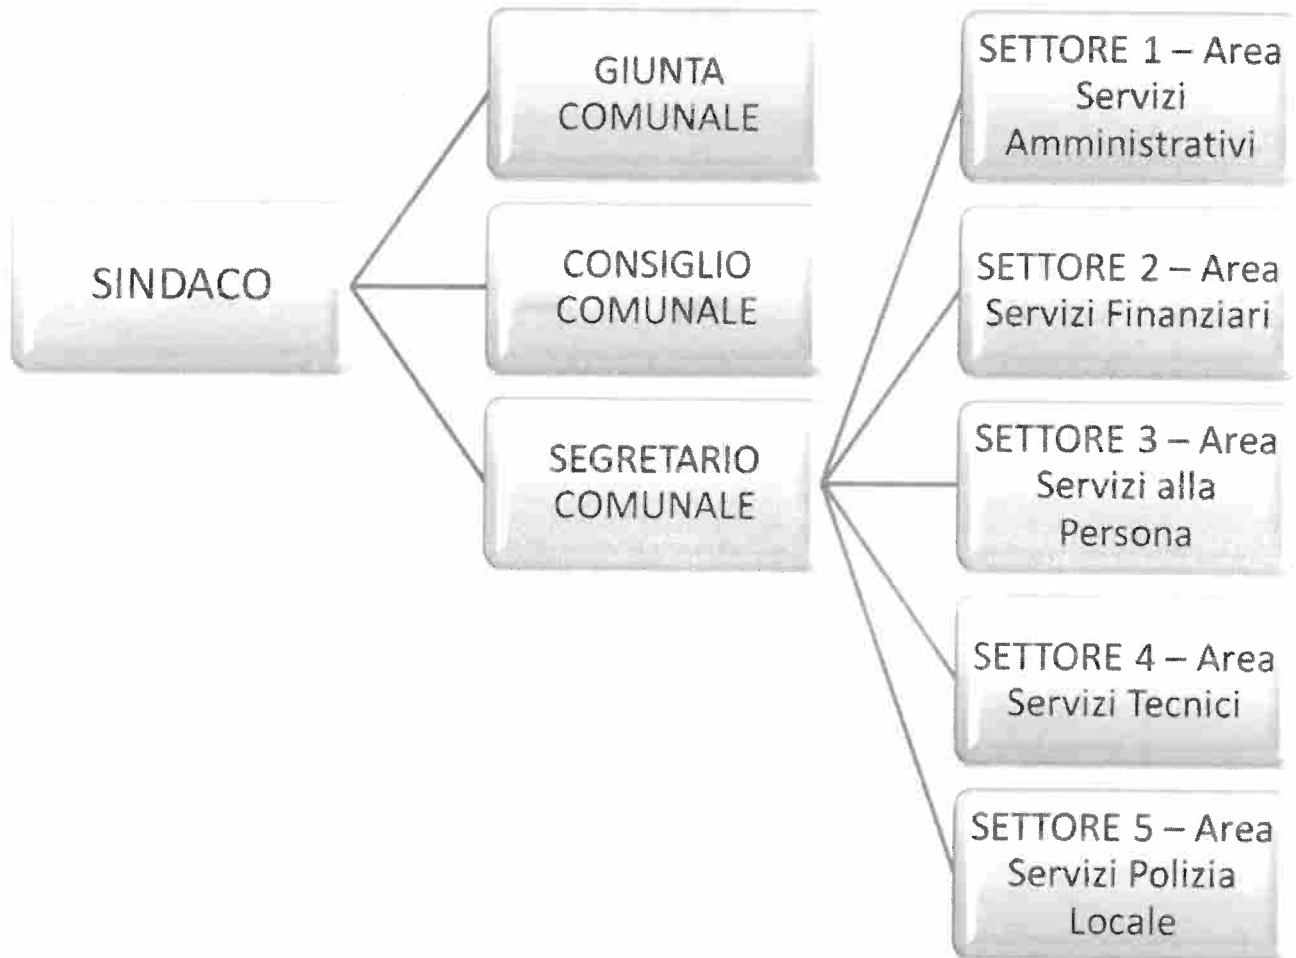 SINDACO
GIUNTA
COMUNALE
CONSIGLIO
COMUNALE
SEGRETARIO
COMUNALE
SETTORE 1 – Area
Servizi
Amministrativi
SETTORE 2 – Area
Servizi Finanziari
SETTORE 3 – Area
Servizi alla
Persona
SETTORE 4 – Area
Servizi Tecnici
SETTORE 5 – Area
Servizi Polizia
Locale